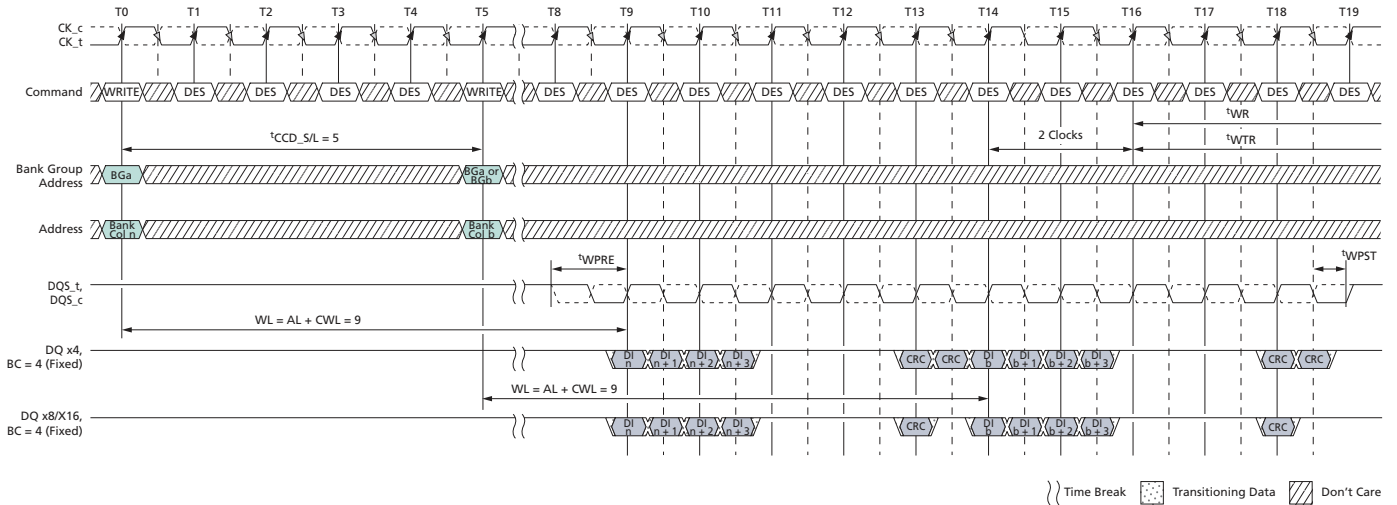 T0 T1 T2 T3 T4 T5 T8 T9 T10 T11 T12 T13 T14 T15 T16 T17 T18 T19
CK_c
CK_t
Command WRITE DES DES DES DES WRITE DES DES DES DES DES DES DES DES DES DES DES DES
tWR
tCCD_S/L = 5 2 Clocks tWTR
Bank Group
Address
BGa
BGa or
BGb
Address
Bank
Col n
Bank
Col b
tWPRE tWPST
DQS_t,
DQS_c
WL = AL + CWL = 9
DQ x4,
BC = 4 (Fixed)
DI
n
DI
n + 1
DI
n + 2
DI
n + 3
CRC CRC
DI
b
DI
b + 1
DI
b + 2
DI
b + 3
CRC CRC
WL = AL + CWL = 9
DQ x8/X16,
BC = 4 (Fixed)
DI
n
DI
n + 1
DI
n + 2
DI
n + 3
CRC
DI
b
DI
b + 1
DI
b + 2
DI
b + 3
CRC
Time Break Transitioning Data Don't Care